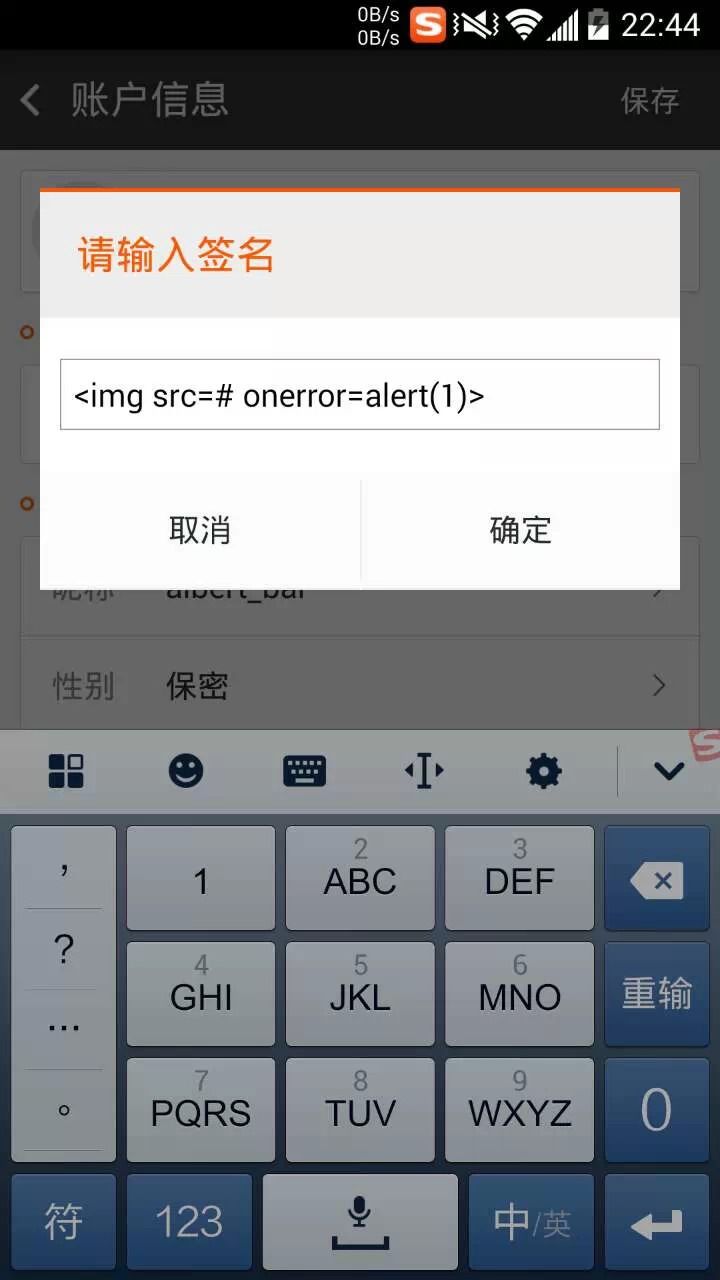 0B/s
0B/s
22:44
账户信息
保存
请输入签名
<img src=# onerror=alert(1)>
取消
确定
昵称 albert_bai
性别 保密
，
?
...
。
1
2
ABC
3
DEF
4
GHI
5
JKL
6
MNO
重输
7
PQRS
8
TUV
9
WXYZ
0
符
123
中/英